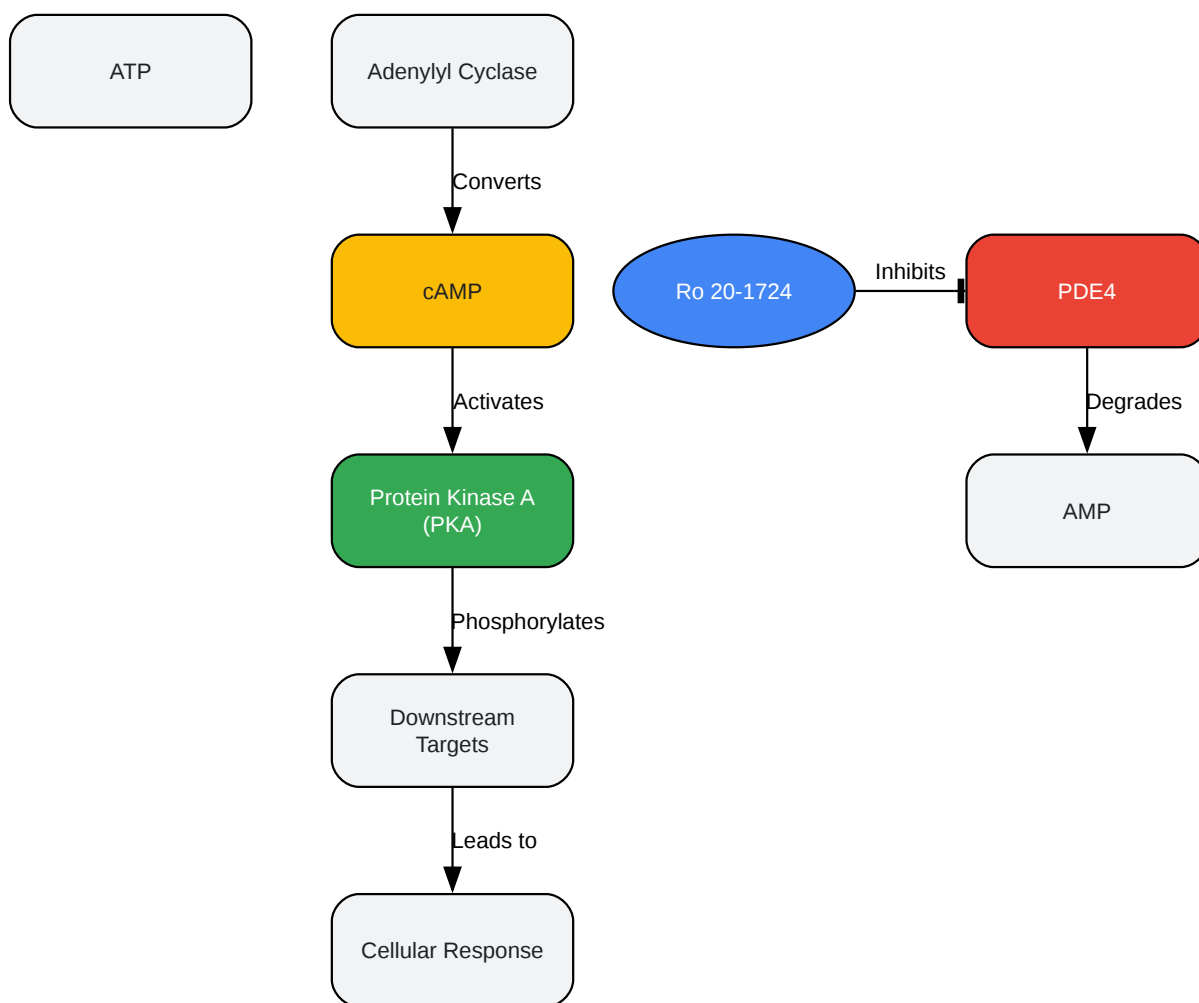 ATP
Adenylyl Cyclase
Converts
cAMP
Ro 20-1724
Inhibits
PDE4
Activates
Degrades
Protein Kinase A
(PKA)
AMP
Phosphorylates
Downstream
Targets
Leads to
Cellular Response